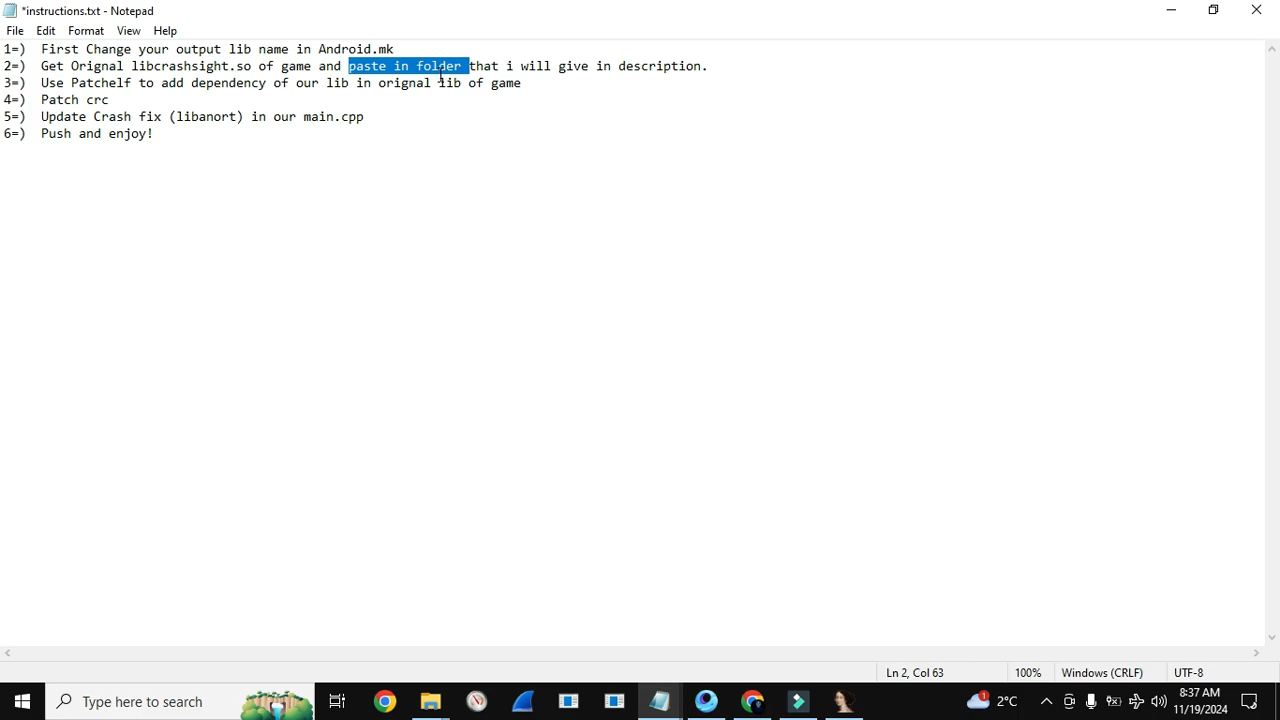 *instructions.txt - Notepad
File Edit Format View Help
1=) First Change your output lib name in Android.mk
2=) Get Orignal libcrashsight.so of game and paste in folder that i will give in description.
3=) Use Patchelf to add dependency of our lib in orignal lib of game
4=) Patch crc
5=) Update Crash fix (libanort) in our main.cpp
6=) Push and enjoy!
Ln 2, Col 63 100% Windows (CRLF) UTF-8
Type here to search
1 2°C
8:37 AM
11/19/2024